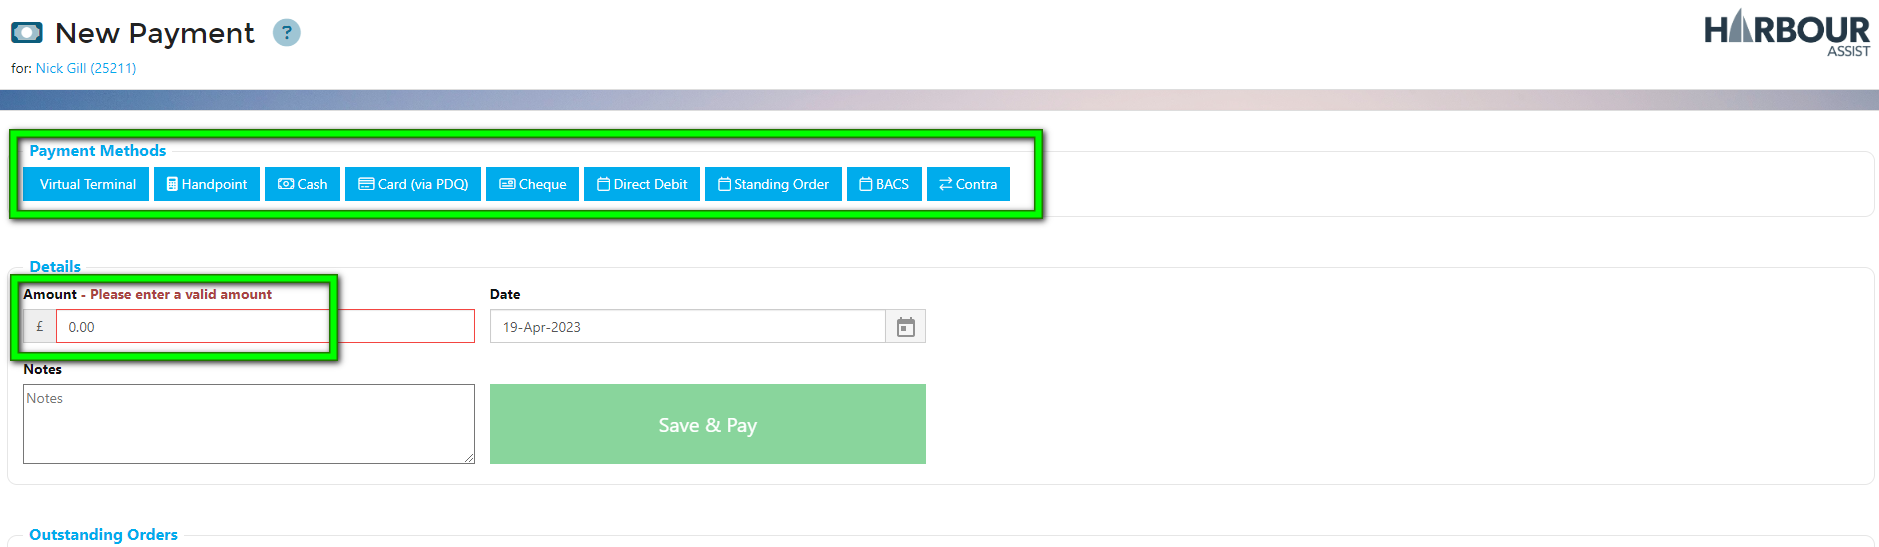 New Payment ?
HARBOUR
ASSIST
for: Nick Gill (25211)
Payment Methods
Virtual Terminal Handpoint Cash Card (via PDQ) Cheque Direct Debit Standing Order BACS Contra
Details
Amount - Please enter a valid amount Date
£ 0.00 19-Apr-2023
Notes
Notes
Save & Pay
Outstanding Orders